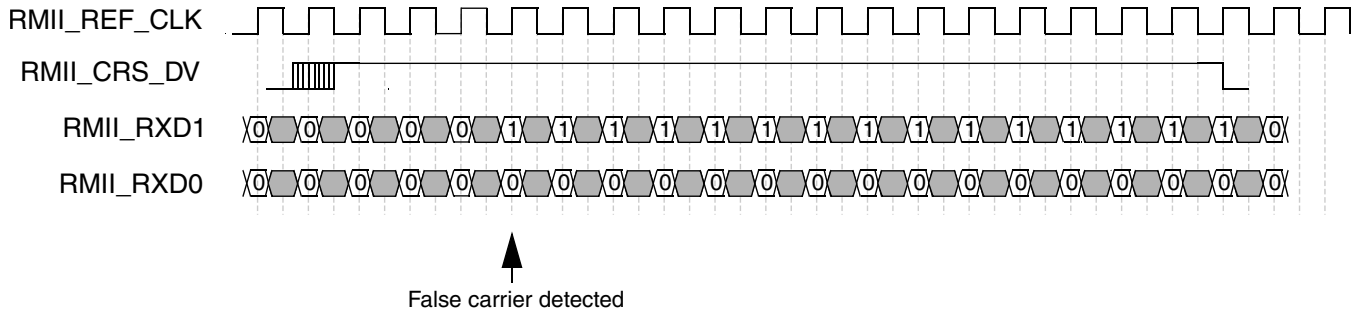 RMII_REF_CLK
RMII_CRS_DV
RMII_RXD1 0 0 0 0 0 1 1 1 1 1 1 1 1 1 1 1 1 1 1 1 0
RMII_RXD0 0 0 0 0 0 0 0 0 0 0 0 0 0 0 0 0 0 0 0 0 0
False carrier detected